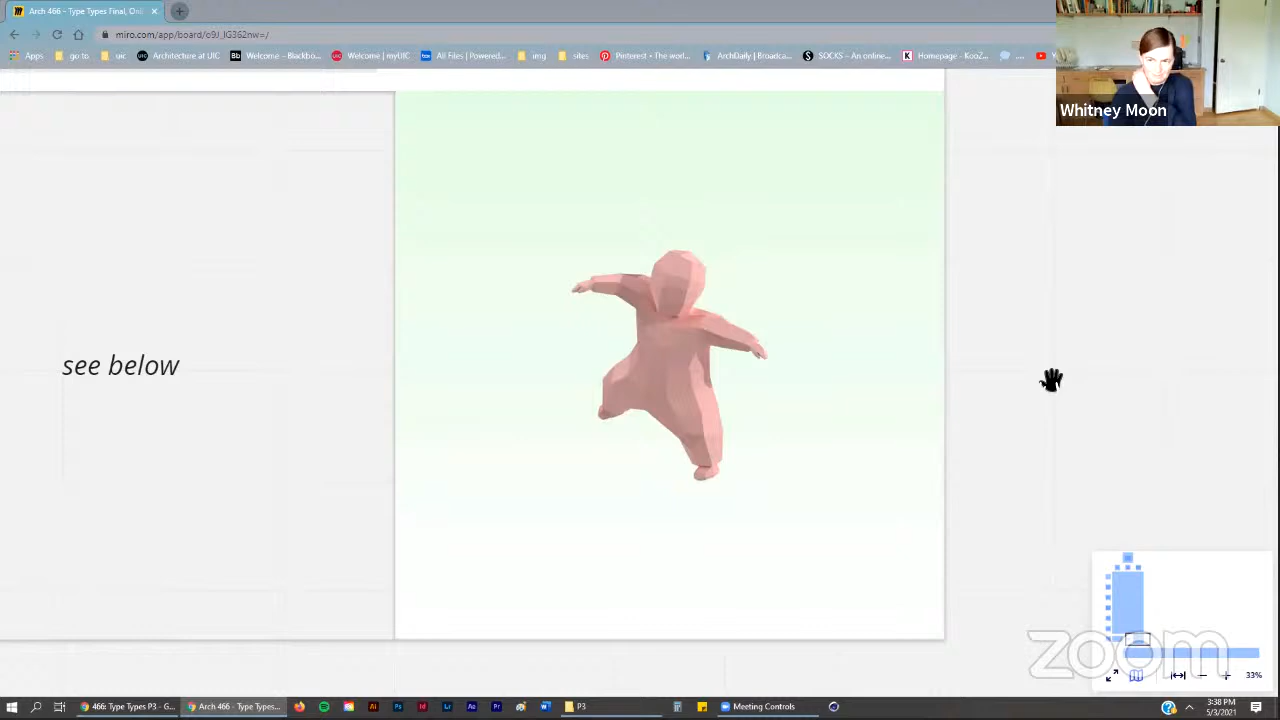 Arch 466 - Type Types Final, Onli
miro.com/app/board/o9J_lG362nw=/
Apps
go to
uic
Architecture at UIC
Welcome – Blackbo...
Welcome | myUIC
All Files | Powered...
img
sites
Pinterest • The worl...
ArchDaily | Broadca...
SOCKS – An online...
Homepage - KooZ...
....
Whitney Moon
see below
zoom
33%
466 Type Types P3 - G...
Arch 466 - Type Types...
P3
Meeting Controls
3:38 PM
5/3/2021